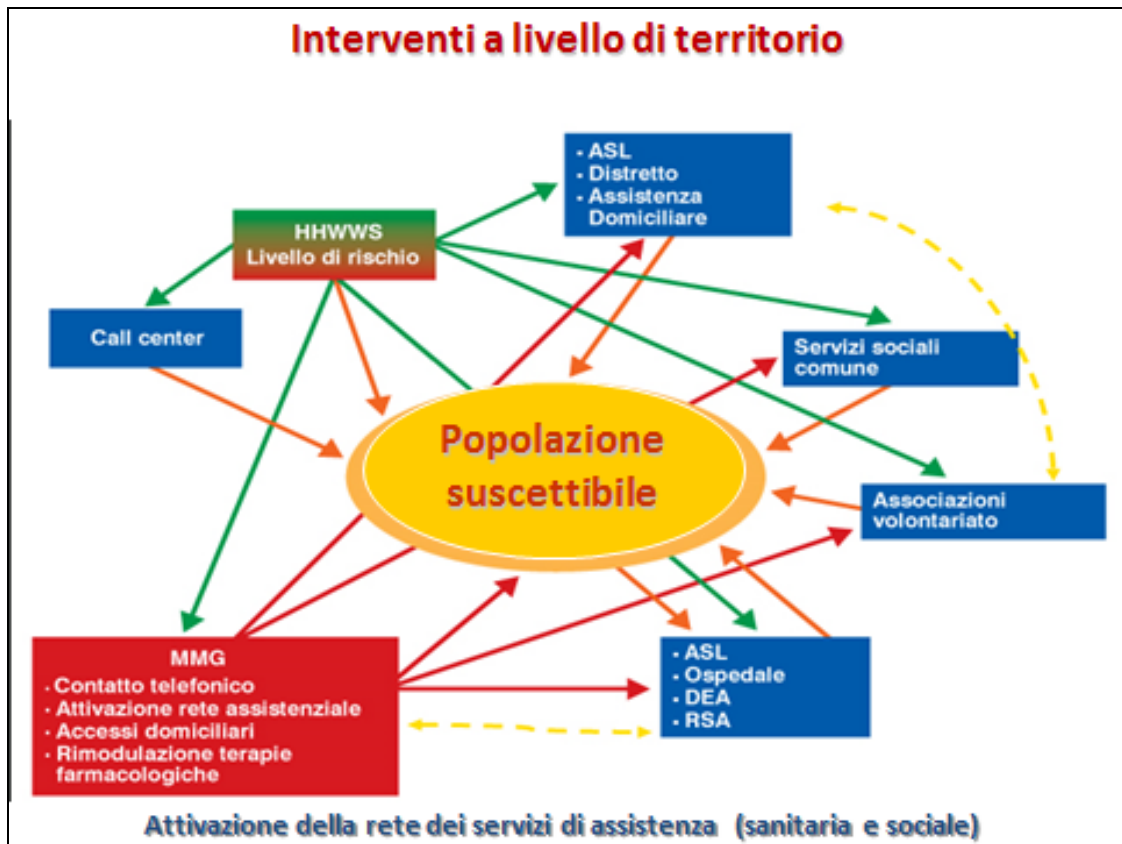 Interventi a livello di territorio
- ASL
- Distretto
- Assistenza
Domiciliare
HHWWS
Livello di rischio
Call center
Servizi sociali
comune
Popolazione
suscettibile
Associazioni
volontariato
MMG
- Contatto telefonico
- Attivazione rete assistenziale
- Accessi domiciliari
- Rimodulazione terapie
farmacologiche
- ASL
- Ospedale
- DEA
- RSA
Attivazione della rete dei servizi di assistenza (sanitaria e sociale)